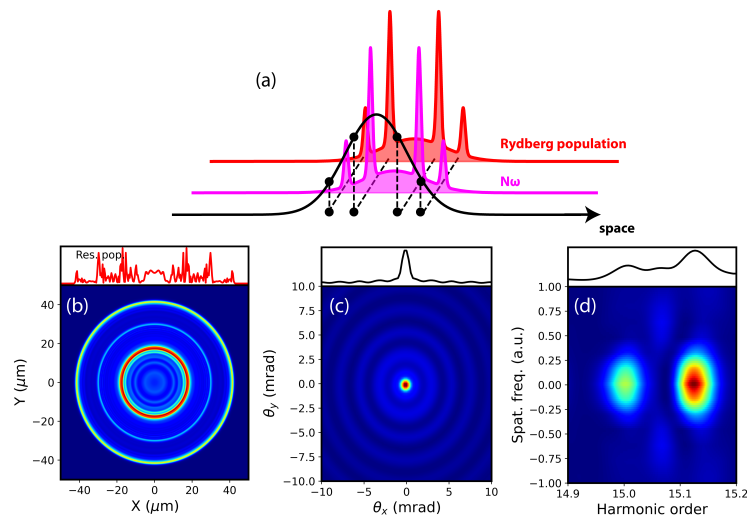 (a)
Rydberg population
Nω
space
Res. pop.
(b)
40
20
0
−20
−40
Y (μm)
−40
−20
0
20
40
X (μm)
(c)
10.0
7.5
5.0
2.5
0.0
−2.5
−5.0
−7.5
−10.0
θy (mrad)
−10
−5
0
5
10
θx (mrad)
(d)
1.00
0.75
0.50
0.25
0.00
−0.25
−0.50
−0.75
−1.00
Spat. freq. (a.u.)
14.9
15.0
15.1
15.2
Harmonic order